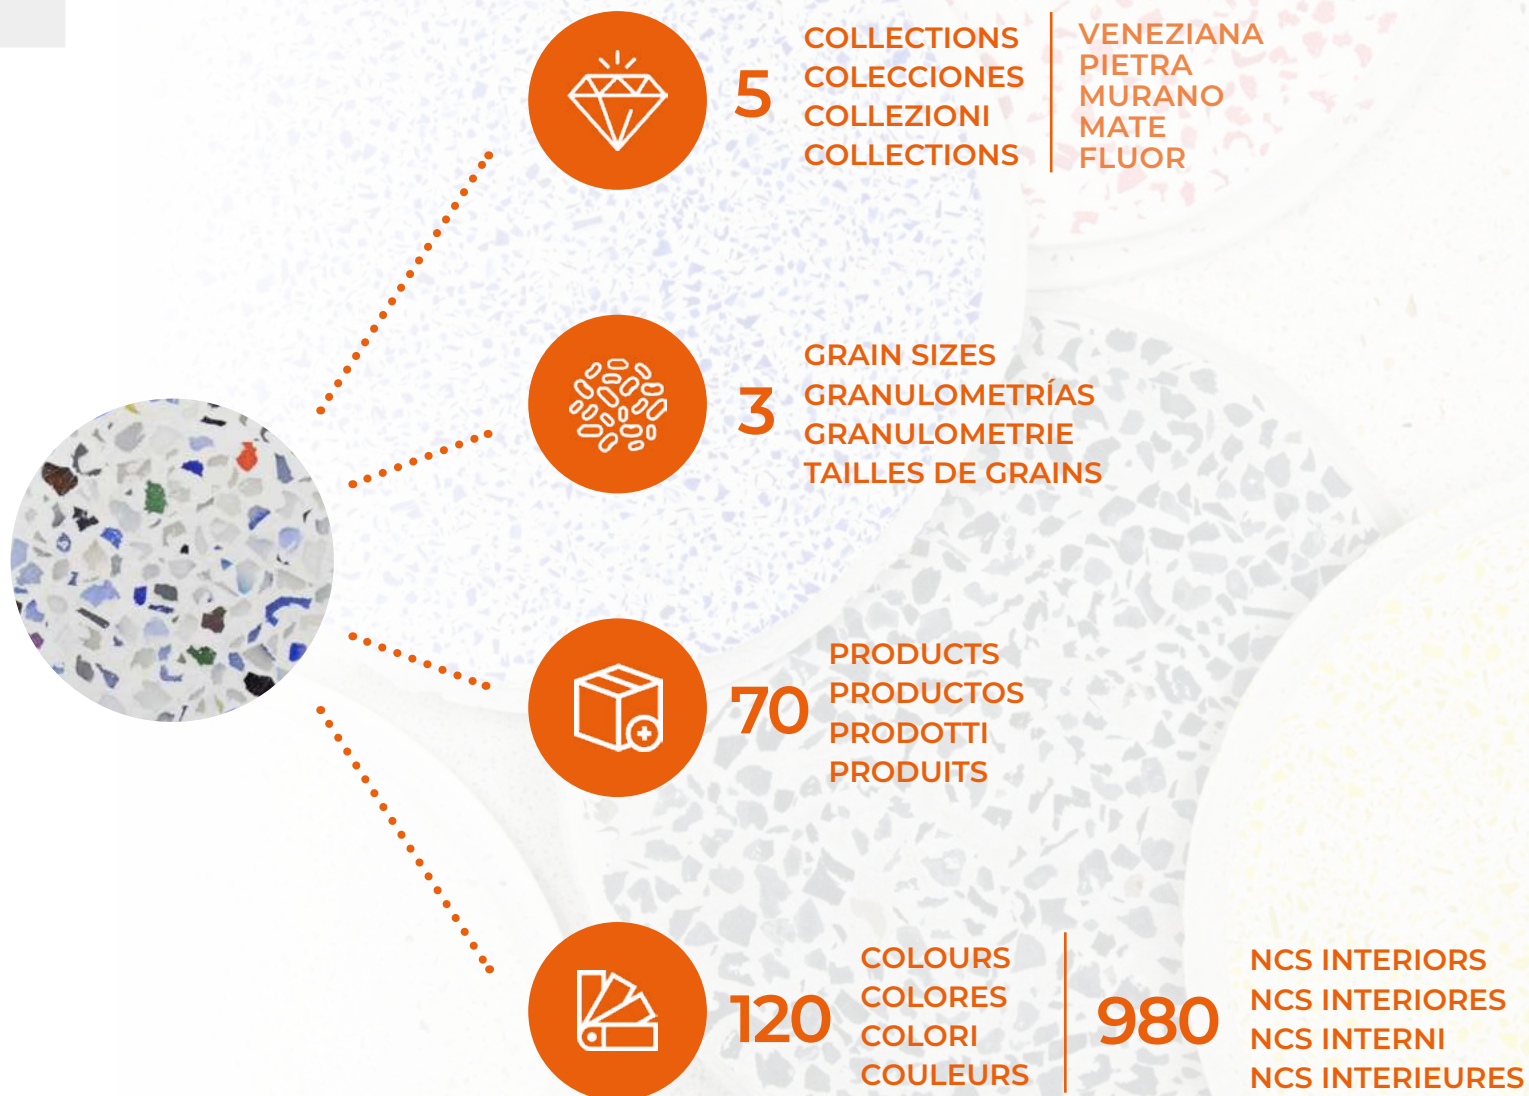 5
COLLECTIONS
COLECCIONES
COLLEZIONI
COLLECTIONS
VENEZIANA
PIETRA
MURANO
MATE
FLUOR
3
GRAIN SIZES
GRANULOMETRÍAS
GRANULOMETRIE
TAILLES DE GRAINS
70
PRODUCTS
PRODUCTOS
PRODOTTI
PRODUITS
120
COLOURS
COLORES
COLORI
COULEURS
980
NCS INTERIORS
NCS INTERIORES
NCS INTERNI
NCS INTERIEURES